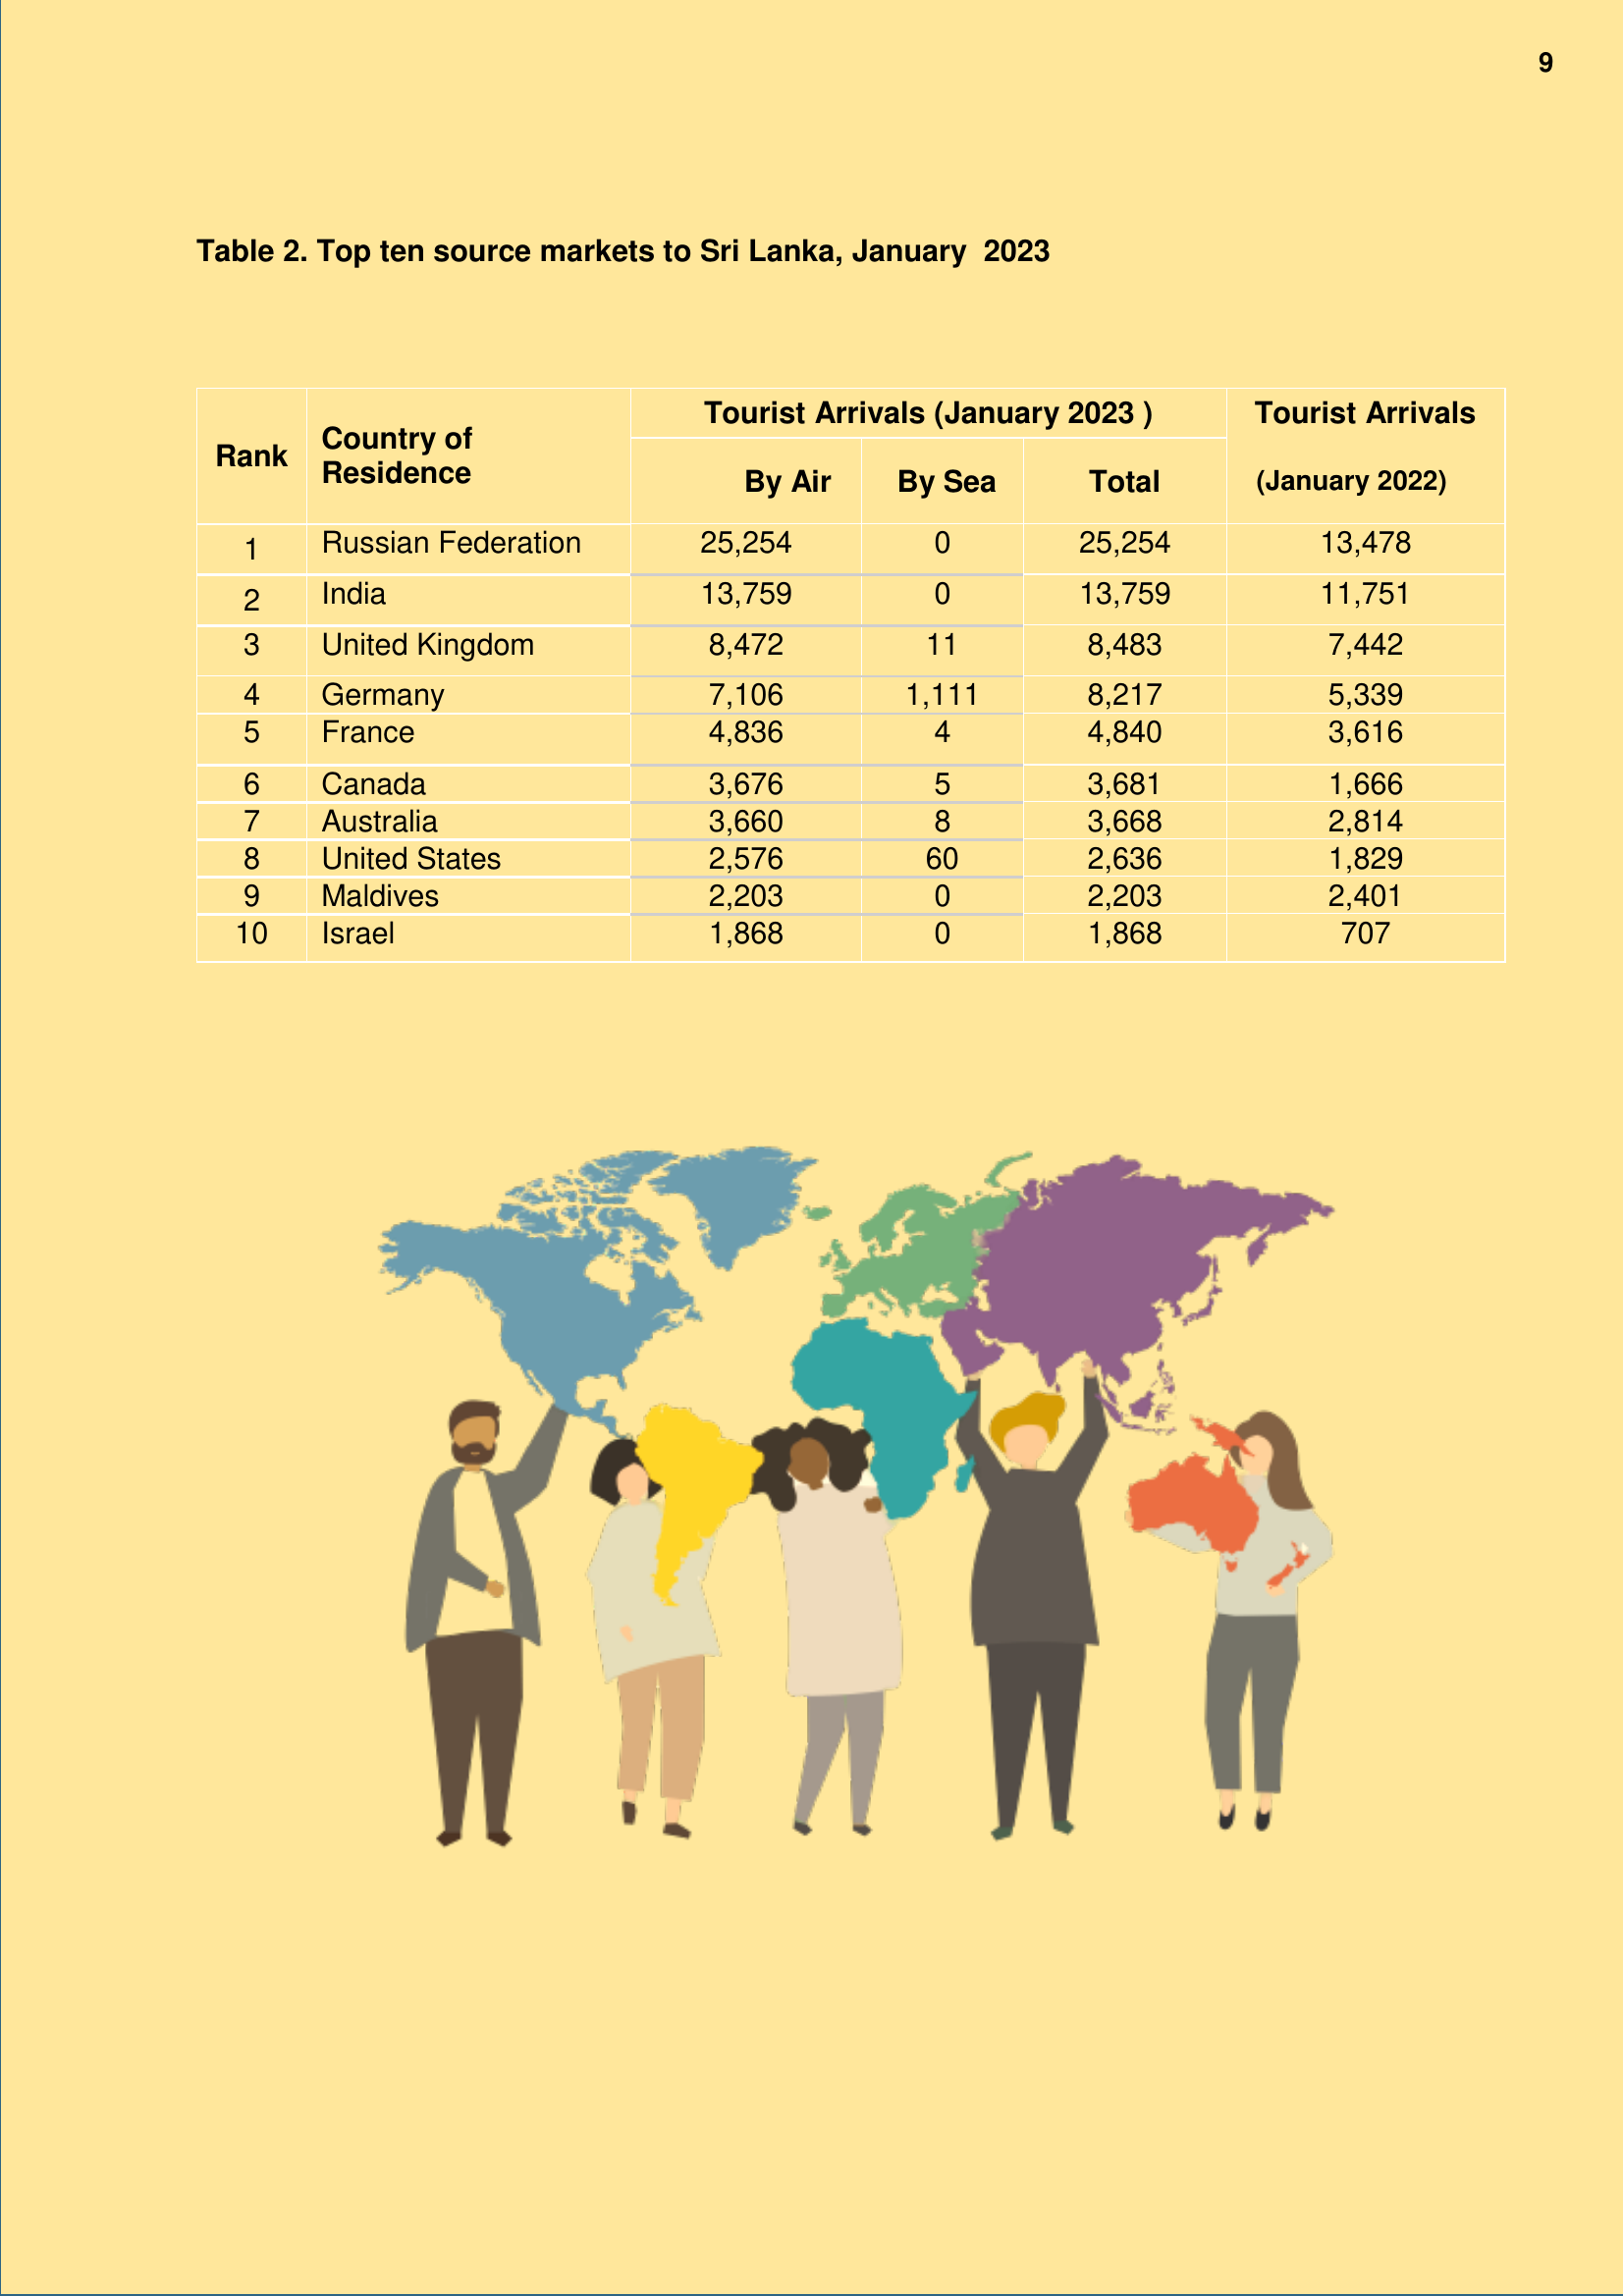 9
Table 2. Top ten source markets to Sri Lanka, January 2023
Rank Country of Residence Tourist Arrivals (January 2023 ) Tourist Arrivals
By Air By Sea Total (January 2022)
1 Russian Federation 25,254 0 25,254 13,478
2 India 13,759 0 13,759 11,751
3 United Kingdom 8,472 11 8,483 7,442
4 Germany 7,106 1,111 8,217 5,339
5 France 4,836 4 4,840 3,616
6 Canada 3,676 5 3,681 1,666
7 Australia 3,660 8 3,668 2,814
8 United States 2,576 60 2,636 1,829
9 Maldives 2,203 0 2,203 2,401
10 Israel 1,868 0 1,868 707